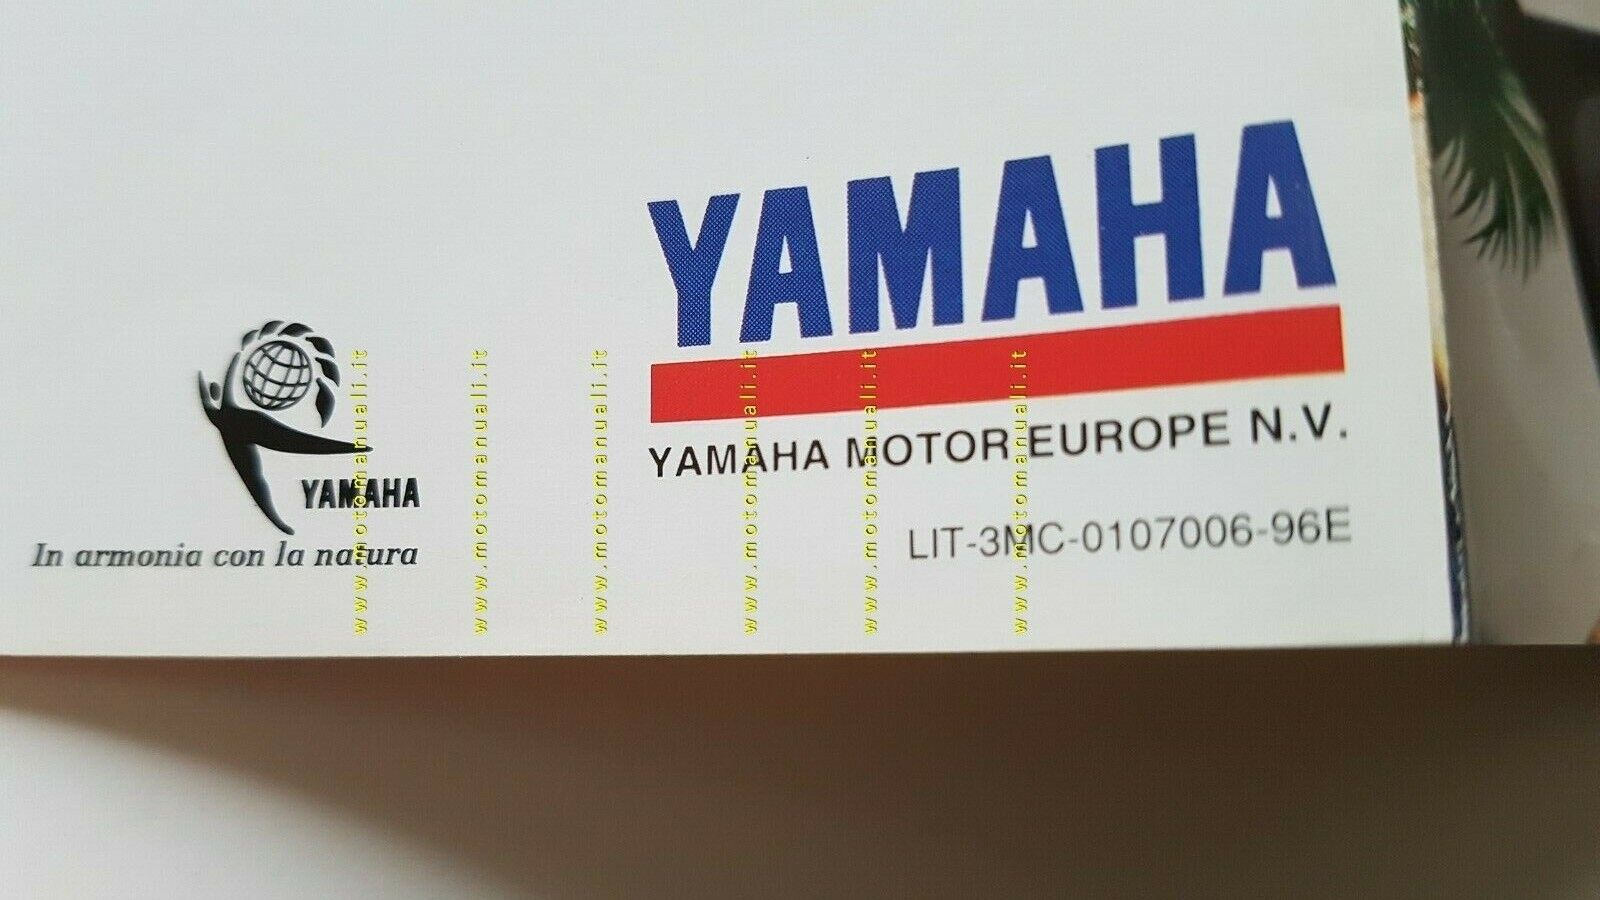 YAMAHA
YAMAHA MOTOR EUROPE N.V.
LIT-3MC-0107006-96E
YAMAHA
In armonia con la natura
www.motomanuali.it
www.motomanuali.it
www.motomanuali.it
www.motomanuali.it
www.motomanuali.it
www.motomanuali.it